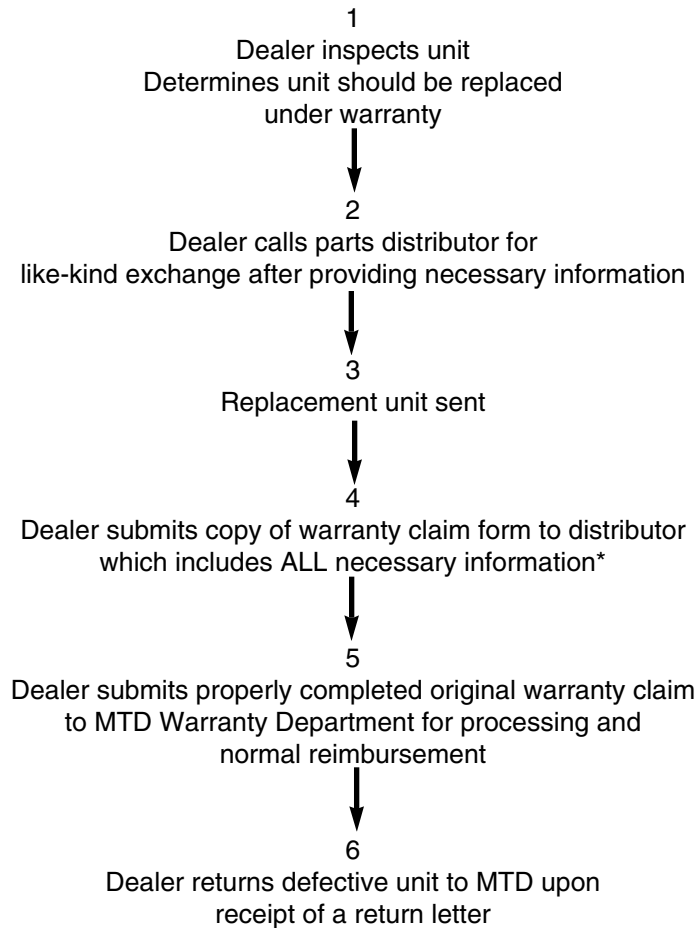 1
Dealer inspects unit
Determines unit should be replaced
under warranty
2
Dealer calls parts distributor for
like-kind exchange after providing necessary information
3
Replacement unit sent
4
Dealer submits copy of warranty claim form to distributor
which includes ALL necessary information*
5
Dealer submits properly completed original warranty claim
to MTD Warranty Department for processing and
normal reimbursement
6
Dealer returns defective unit to MTD upon
receipt of a return letter